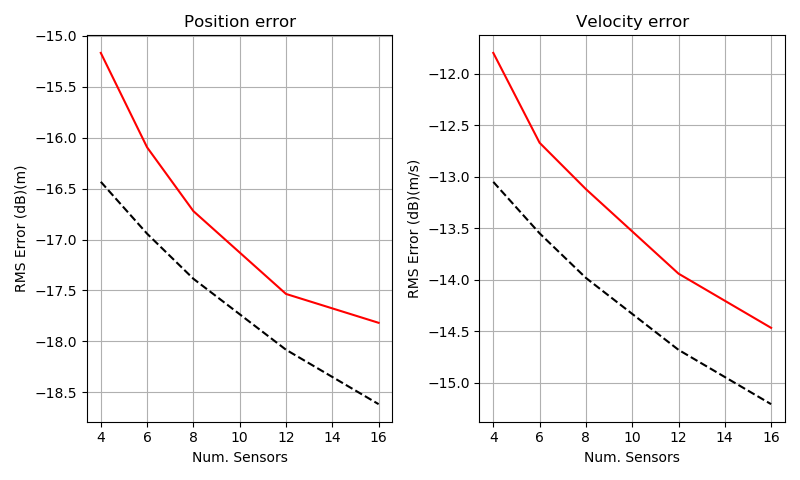 Position error
−15.0
−15.5
−16.0
−16.5
−17.0
−17.5
−18.0
−18.5
RMS Error (dB)(m)
4 6 8 10 12 14 16
Num. Sensors
Velocity error
−12.0
−12.5
−13.0
−13.5
−14.0
−14.5
−15.0
RMS Error (dB)(m/s)
4 6 8 10 12 14 16
Num. Sensors